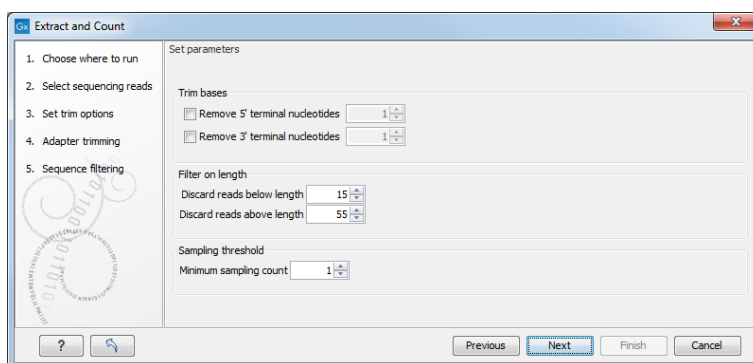 Gx Extract and Count
1. Choose where to run
2. Select sequencing reads
3. Set trim options
4. Adapter trimming
5. Sequence filtering
Set parameters
Trim bases
Remove 5' terminal nucleotides 1
Remove 3' terminal nucleotides 1
Filter on length
Discard reads below length 15
Discard reads above length 55
Sampling threshold
Minimum sampling count 1
? Previous Next Finish Cancel